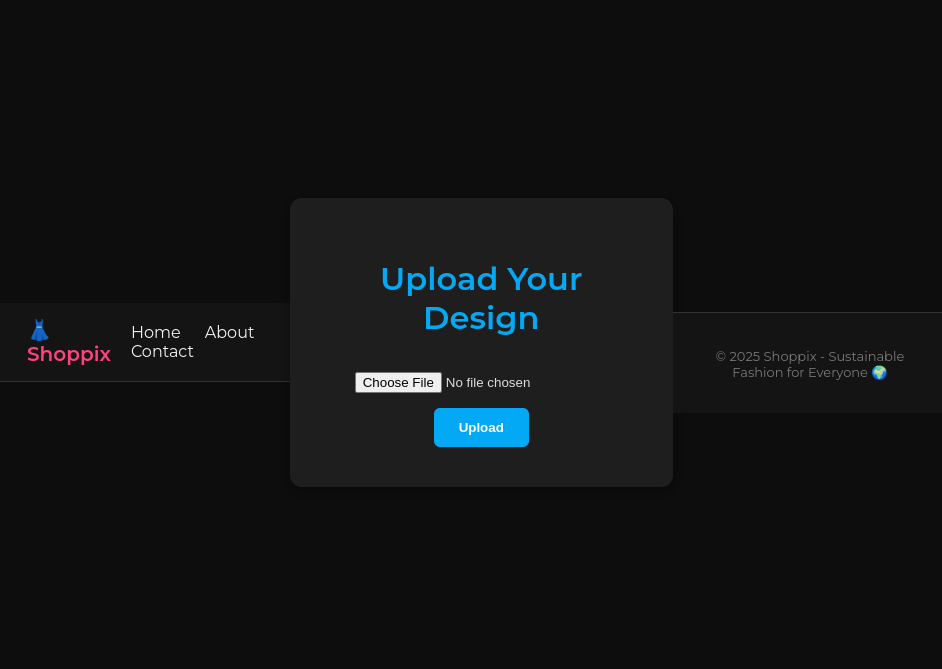 👗
Shoppix
Home About
Contact
Upload Your
Design
Choose File No file chosen
Upload
© 2025 Shoppix - Sustainable
Fashion for Everyone 🌍